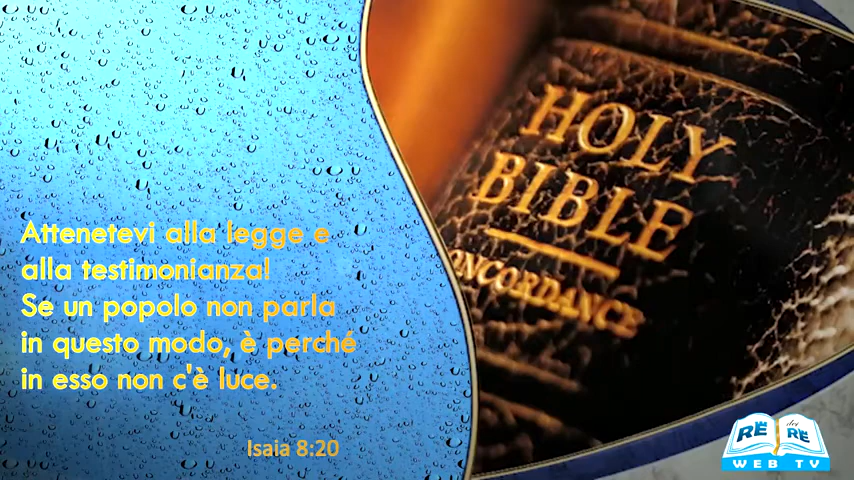 Attenetevi alla legge e
alla testimonianza!
Se un popolo non parla
in questo modo, è perché
in esso non c'è luce.
Isaia 8:20
HOLY
BIBLE
CONCORDANCE
RE dei RE
WEB TV